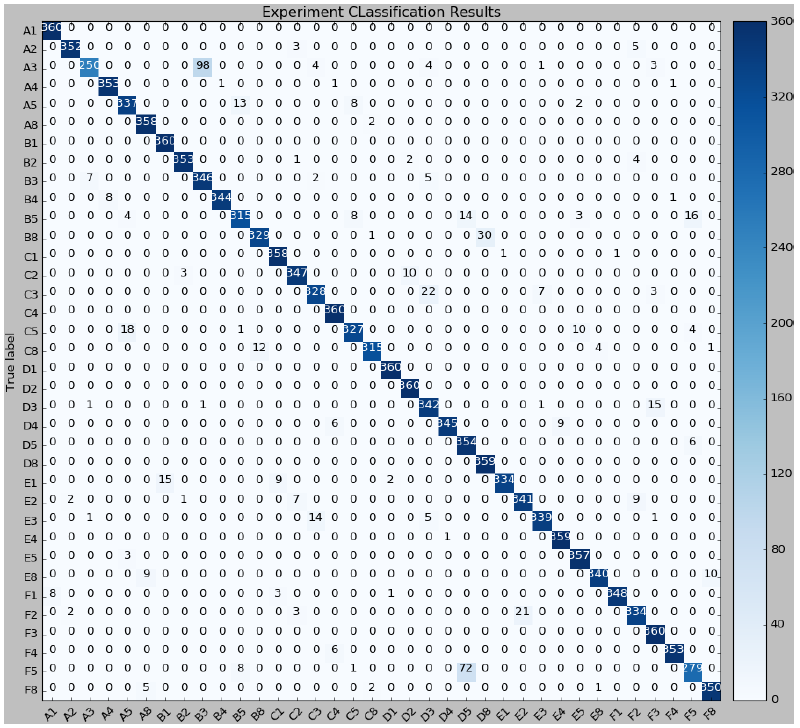 Experiment CLassification Results
True label
A1 360 0 0 0 0 0 0 0 0 0 0 0 0 0 0 0 0 0 0 0 0 0 0 0 0 0 0 0 0 0 0 0 0 0 0 0
A2 0 352 0 0 0 0 0 0 0 0 0 0 0 3 0 0 0 0 0 0 0 0 0 0 0 0 0 0 0 0 0 5 0 0 0 0
A3 0 0 250 0 0 0 0 0 98 0 0 0 0 0 4 0 0 0 0 0 4 0 0 0 0 0 1 0 0 0 0 0 3 0 0 0
A4 0 0 0 353 0 0 0 0 0 1 0 0 0 0 0 1 0 0 0 0 0 0 0 0 0 0 0 0 0 0 0 0 0 1 0 0
A5 0 0 0 0 337 0 0 0 0 0 13 0 0 0 0 0 8 0 0 0 0 0 0 0 0 0 0 0 2 0 0 0 0 0 0 0
A8 0 0 0 0 0 358 0 0 0 0 0 0 0 0 0 0 0 2 0 0 0 0 0 0 0 0 0 0 0 0 0 0 0 0 0 0
B1 0 0 0 0 0 0 360 0 0 0 0 0 0 0 0 0 0 0 0 0 0 0 0 0 0 0 0 0 0 0 0 0 0 0 0 0
B2 0 0 0 0 0 0 0 353 0 0 0 0 0 1 0 0 0 0 0 2 0 0 0 0 0 0 0 0 0 0 0 4 0 0 0 0
B3 0 0 7 0 0 0 0 0 346 0 0 0 0 0 2 0 0 0 0 0 5 0 0 0 0 0 0 0 0 0 0 0 0 0 0 0
B4 0 0 0 8 0 0 0 0 0 344 0 0 0 0 0 0 0 0 0 0 0 0 0 0 0 0 0 0 0 0 0 0 0 1 0 0
B5 0 0 0 0 4 0 0 0 0 0 315 0 0 0 0 0 8 0 0 0 0 0 14 0 0 0 0 0 3 0 0 0 0 0 16 0
B8 0 0 0 0 0 0 0 0 0 0 0 329 0 0 0 0 0 1 0 0 0 0 0 30 0 0 0 0 0 0 0 0 0 0 0 0
C1 0 0 0 0 0 0 0 0 0 0 0 0 358 0 0 0 0 0 0 0 0 0 0 0 1 0 0 0 0 0 1 0 0 0 0 0
C2 0 0 0 0 0 0 0 3 0 0 0 0 0 347 0 0 0 0 0 10 0 0 0 0 0 0 0 0 0 0 0 0 0 0 0 0
C3 0 0 0 0 0 0 0 0 0 0 0 0 0 0 328 0 0 0 0 0 22 0 0 0 0 0 7 0 0 0 0 0 3 0 0 0
C4 0 0 0 0 0 0 0 0 0 0 0 0 0 0 0 360 0 0 0 0 0 0 0 0 0 0 0 0 0 0 0 0 0 0 0 0
C5 0 0 0 0 18 0 0 0 0 0 1 0 0 0 0 0 327 0 0 0 0 0 0 0 0 0 0 0 10 0 0 0 0 0 4 0
C8 0 0 0 0 0 0 0 0 0 0 0 12 0 0 0 0 0 315 0 0 0 0 0 0 0 0 0 0 0 4 0 0 0 0 0 1
D1 0 0 0 0 0 0 0 0 0 0 0 0 0 0 0 0 0 0 360 0 0 0 0 0 0 0 0 0 0 0 0 0 0 0 0 0
D2 0 0 0 0 0 0 0 0 0 0 0 0 0 0 0 0 0 0 0 360 0 0 0 0 0 0 0 0 0 0 0 0 0 0 0 0
D3 0 0 1 0 0 0 0 0 1 0 0 0 0 0 0 0 0 0 0 0 342 0 0 0 0 0 1 0 0 0 0 0 15 0 0 0
D4 0 0 0 0 0 0 0 0 0 0 0 0 0 0 0 6 0 0 0 0 0 345 0 0 0 0 0 9 0 0 0 0 0 0 0 0
D5 0 0 0 0 0 0 0 0 0 0 0 0 0 0 0 0 0 0 0 0 0 0 354 0 0 0 0 0 0 0 0 0 0 0 6 0
D8 0 0 0 0 0 0 0 0 0 0 0 0 0 0 0 0 0 0 0 0 0 0 0 359 0 0 0 0 0 0 0 0 0 0 0 0
E1 0 0 0 0 0 0 15 0 0 0 0 0 9 0 0 0 0 0 2 0 0 0 0 0 334 0 0 0 0 0 0 0 0 0 0 0
E2 0 2 0 0 0 0 0 1 0 0 0 0 0 7 0 0 0 0 0 0 0 0 0 0 0 341 0 0 0 0 0 9 0 0 0 0
E3 0 0 1 0 0 0 0 0 0 0 0 0 0 0 14 0 0 0 0 0 5 0 0 0 0 0 339 0 0 0 0 0 1 0 0 0
E4 0 0 0 0 0 0 0 0 0 0 0 0 0 0 0 0 0 0 0 0 0 1 0 0 0 0 0 359 0 0 0 0 0 0 0 0
E5 0 0 0 0 3 0 0 0 0 0 0 0 0 0 0 0 0 0 0 0 0 0 0 0 0 0 0 0 357 0 0 0 0 0 0 0
E8 0 0 0 0 0 9 0 0 0 0 0 0 0 0 0 0 0 0 0 0 0 0 0 0 0 0 0 0 0 340 0 0 0 0 0 10
F1 8 0 0 0 0 0 0 0 0 0 0 0 3 0 0 0 0 0 1 0 0 0 0 0 0 0 0 0 0 0 348 0 0 0 0 0
F2 0 2 0 0 0 0 0 0 0 0 0 0 0 3 0 0 0 0 0 0 0 0 0 0 0 21 0 0 0 0 0 334 0 0 0 0
F3 0 0 0 0 0 0 0 0 0 0 0 0 0 0 0 0 0 0 0 0 0 0 0 0 0 0 0 0 0 0 0 0 360 0 0 0
F4 0 0 0 0 0 0 0 0 0 0 0 0 0 0 0 6 0 0 0 0 0 0 0 0 0 0 0 0 0 0 0 0 0 353 0 0
F5 0 0 0 0 0 0 0 0 0 0 8 0 0 0 0 0 1 0 0 0 0 0 72 0 0 0 0 0 0 0 0 0 0 0 279 0
F8 0 0 0 0 0 5 0 0 0 0 0 0 0 0 0 0 0 2 0 0 0 0 0 0 0 0 0 0 0 1 0 0 0 0 0 350
A1 A2 A3 A4 A5 A8 B1 B2 B3 B4 B5 B8 C1 C2 C3 C4 C5 C8 D1 D2 D3 D4 D5 D8 E1 E2 E3 E4 E5 E8 F1 F2 F3 F4 F5 F8
3600
3200
2800
2400
2000
160
120
80
40
0